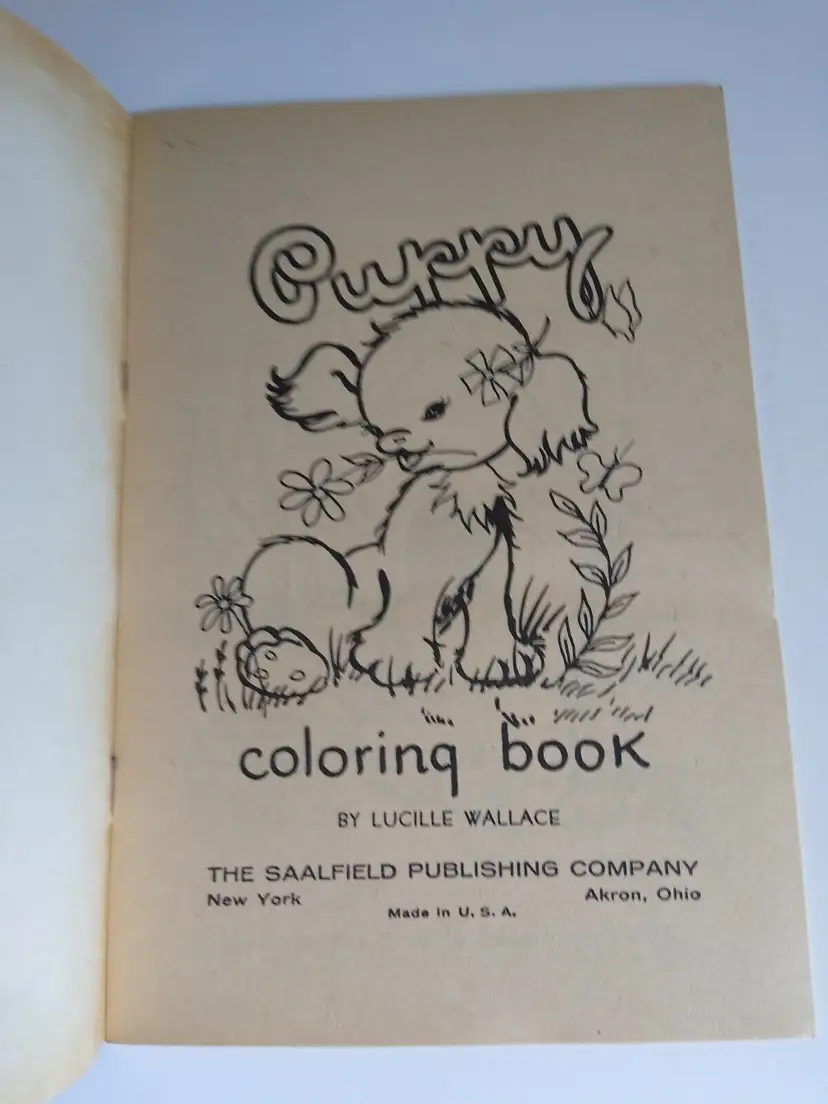 Puppy
coloring book
BY LUCILLE WALLACE
THE SAALFIELD PUBLISHING COMPANY
New York Akron, Ohio
Made in U. S. A.